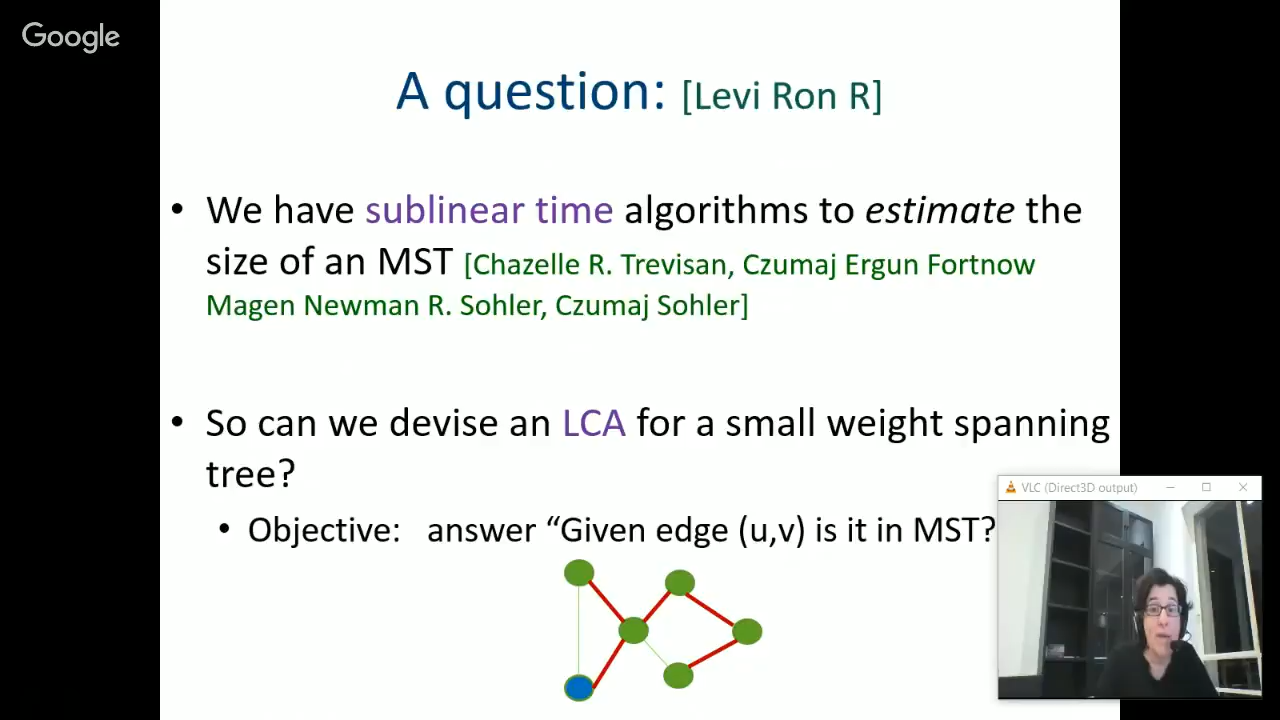 Google
A question: [Levi Ron R]
• We have sublinear time algorithms to estimate the
size of an MST [Chazelle R. Trevisan, Czumaj Ergun Fortnow
Magen Newman R. Sohler, Czumaj Sohler]
• So can we devise an LCA for a small weight spanning
tree?
VLC (Direct3D output)
• Objective: answer “Given edge (u,v) is it in MST?